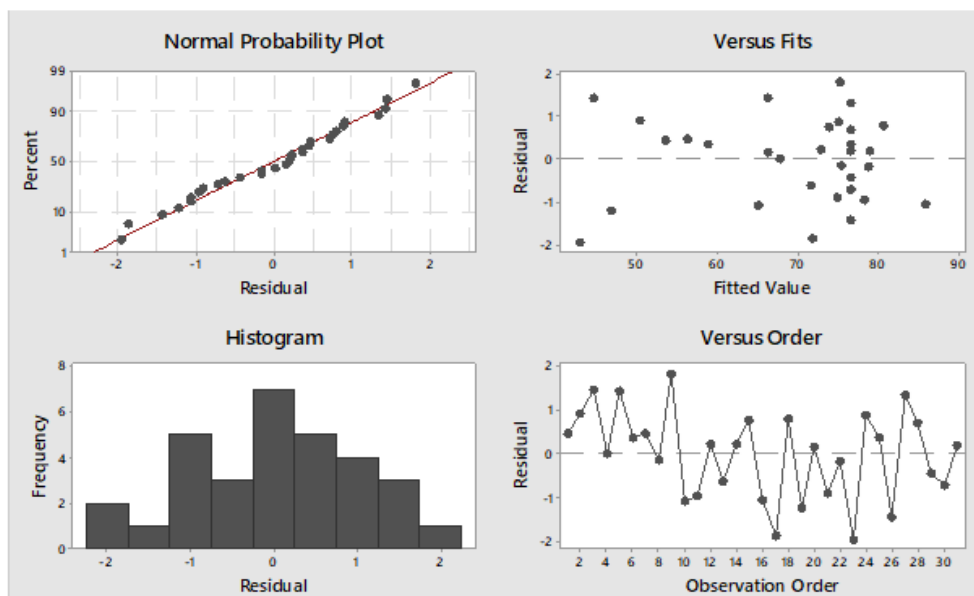 Normal Probability Plot
99
90
50
10
1
Percent
-2 -1 0 1 2
Residual
Versus Fits
2
1
0
-1
-2
Residual
50 60 70 80 90
Fitted Value
Histogram
8
6
4
2
0
Frequency
-2 -1 0 1 2
Residual
Versus Order
2
1
0
-1
-2
Residual
2 4 6 8 10 12 14 16 18 20 22 24 26 28 30
Observation Order